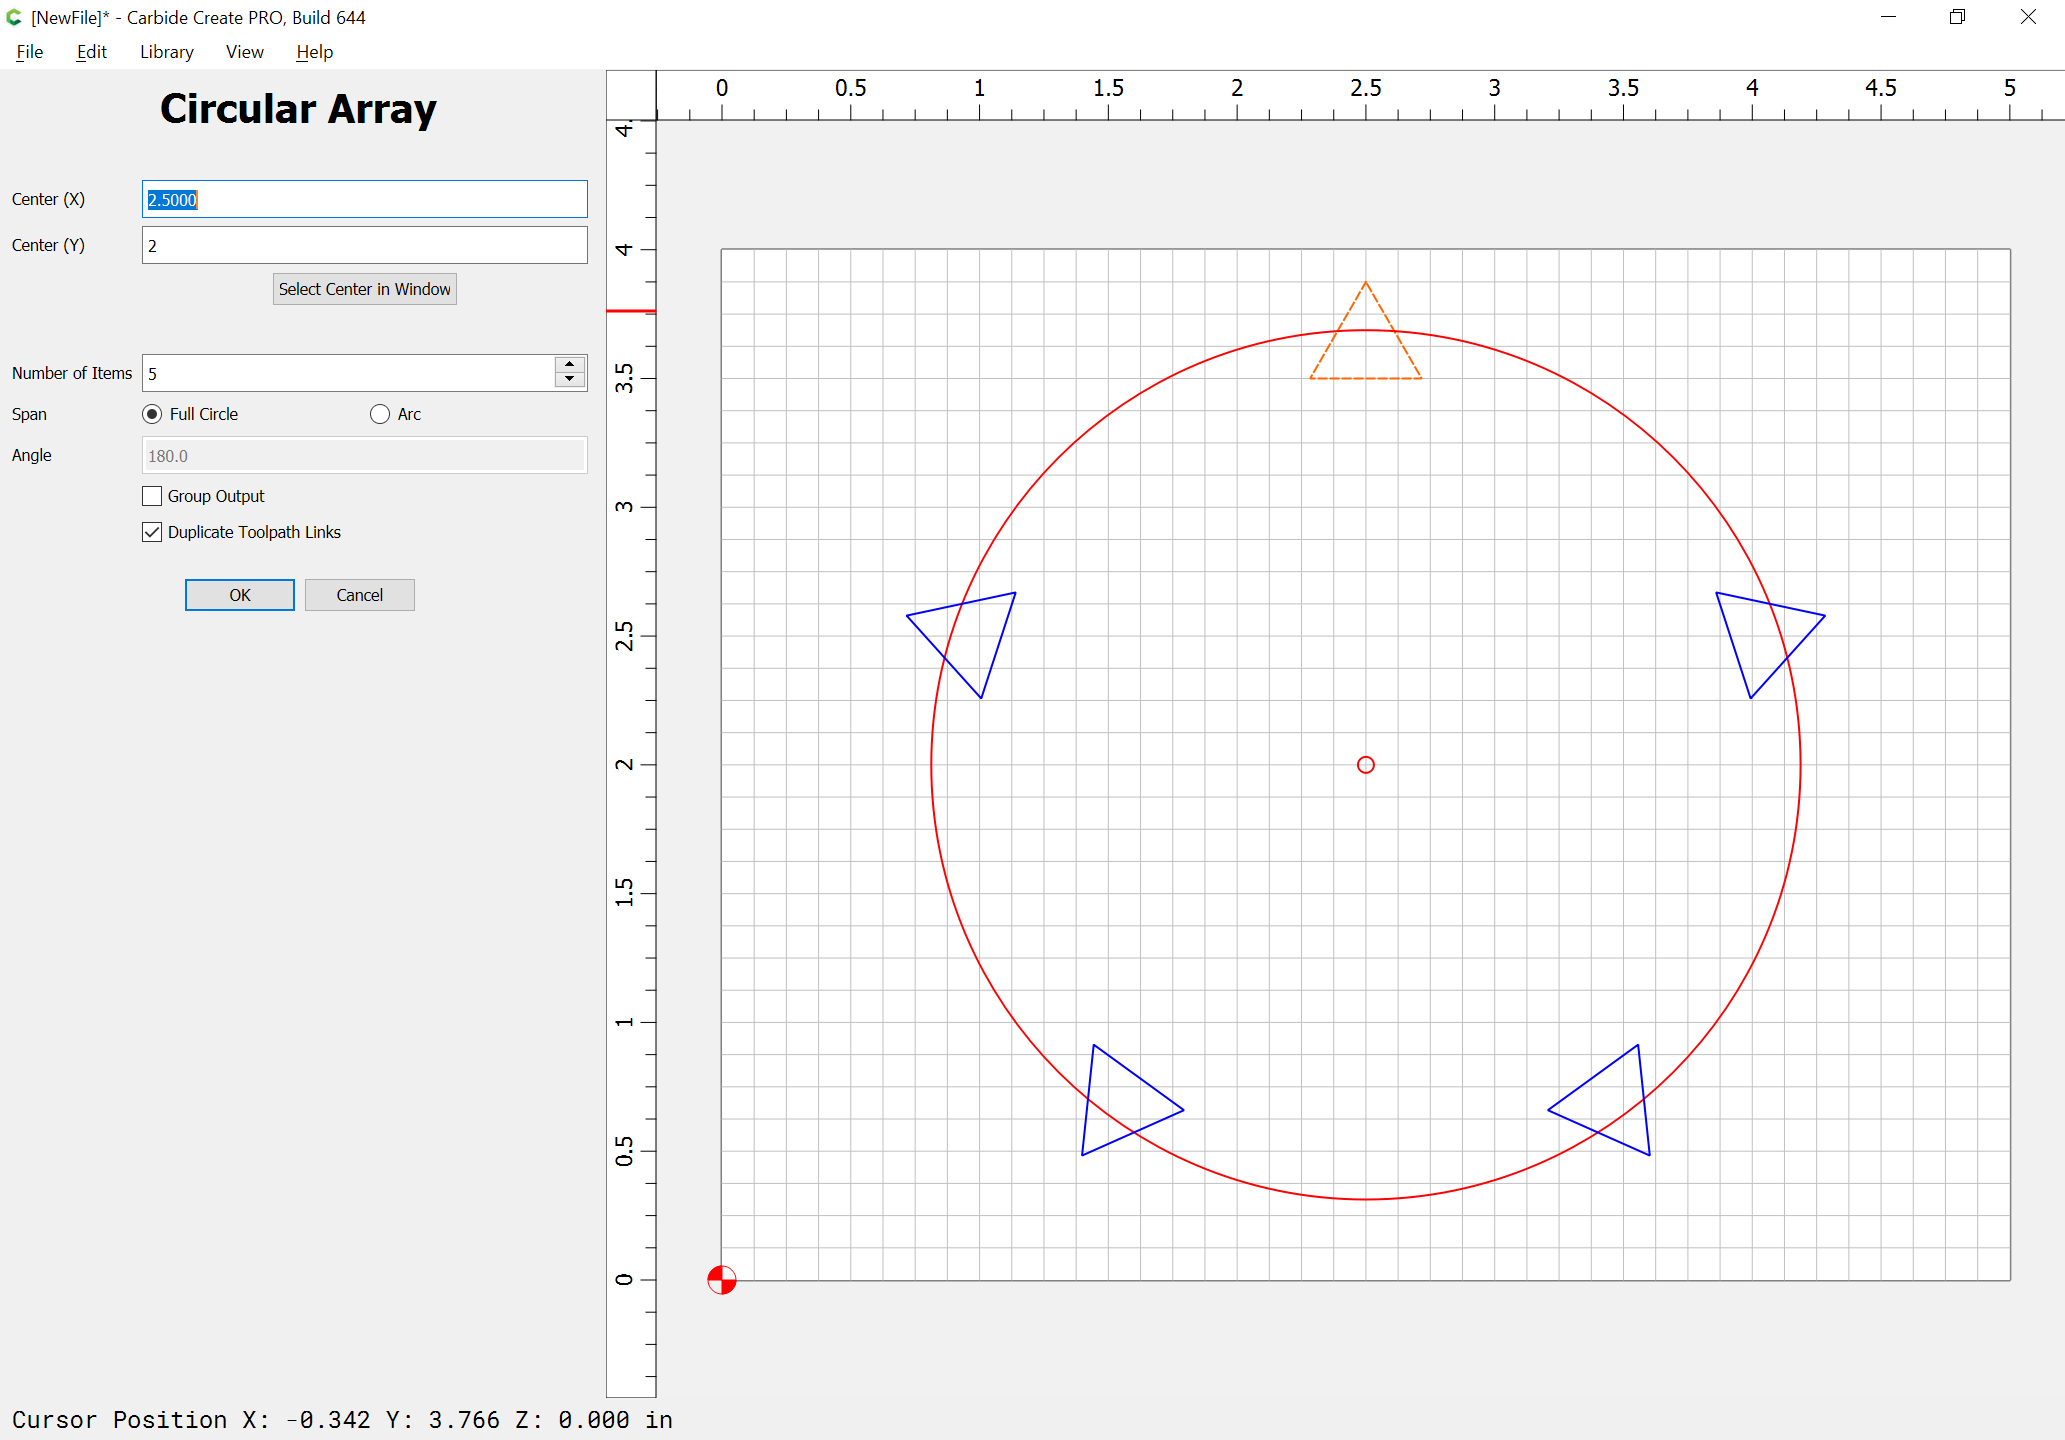 [NewFile]* - Carbide Create PRO, Build 644
File Edit Library View Help
Circular Array
Center (X) 2.5000
Center (Y) 2
Select Center in Window
Number of Items 5
Span Full Circle Arc
Angle 180.0
Group Output
Duplicate Toolpath Links
OK Cancel
0 0.5 1 1.5 2 2.5 3 3.5 4 4.5 5
4.
4
3.5
3
2.5
2
1.5
1
0.5
0
Cursor Position X: -0.342 Y: 3.766 Z: 0.000 in